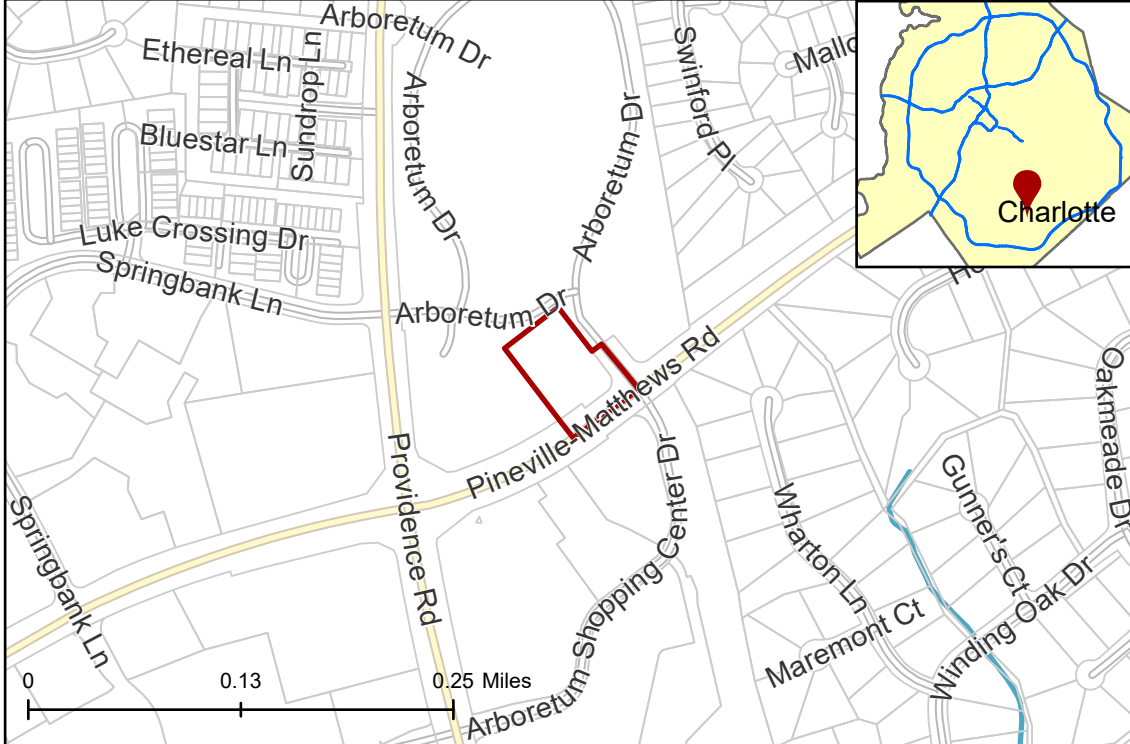 Arboretum Dr
Ethereal Ln
Sundrop Ln
Bluestar Ln
Arboretum Dr
Arboretum Dr
Swinford Pl
Charlotte
Luke Crossing Dr
Springbank Ln
Arboretum Dr
Pineville-Matthews Rd
Providence Rd
Arboretum Shopping Center Dr
Springbank Ln
Wharton Ln
Gunner's Ct
Oakmeade Dr
Maremont Ct
Winding Oak Dr
0 0.13 0.25 Miles